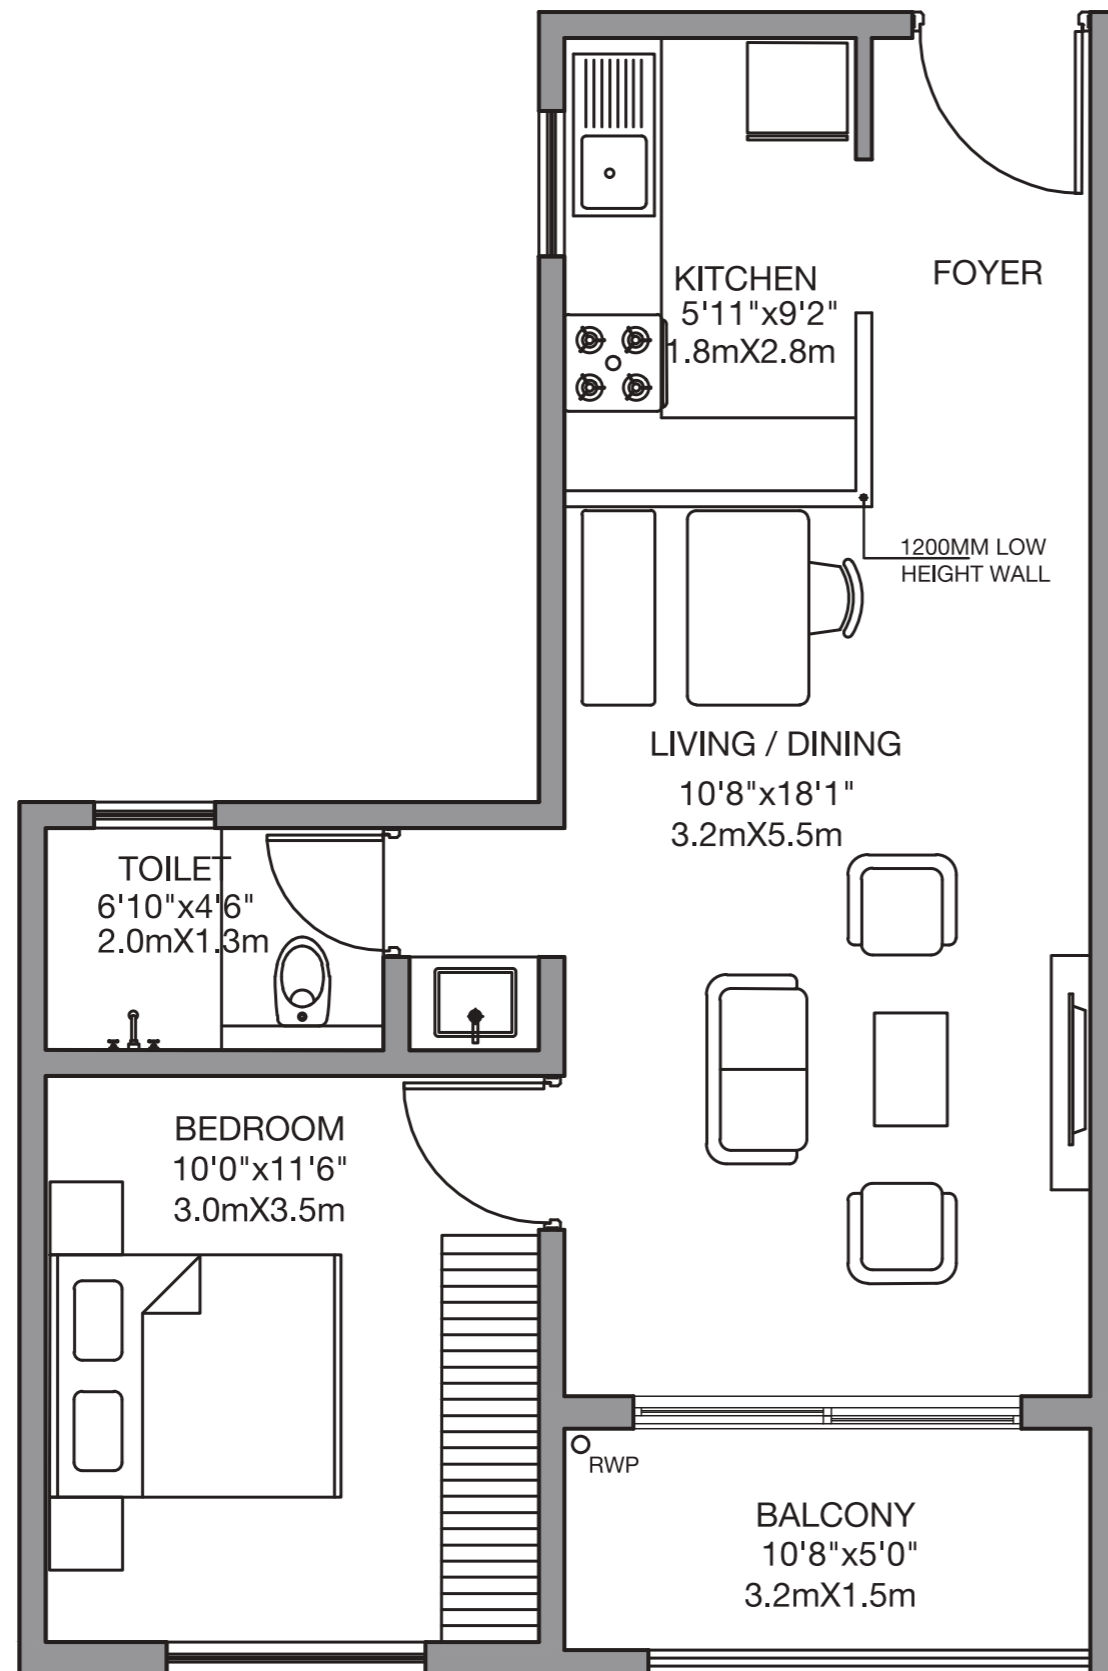 KITCHEN
5'11"x9'2"
1.8mX2.8m
FOYER
1200MM LOW
HEIGHT WALL
LIVING / DINING
10'8"x18'1"
3.2mX5.5m
TOILET
6'10"x4'6"
2.0mX1.3m
BEDROOM
10'0"x11'6"
3.0mX3.5m
RWP
BALCONY
10'8"x5'0"
3.2mX1.5m